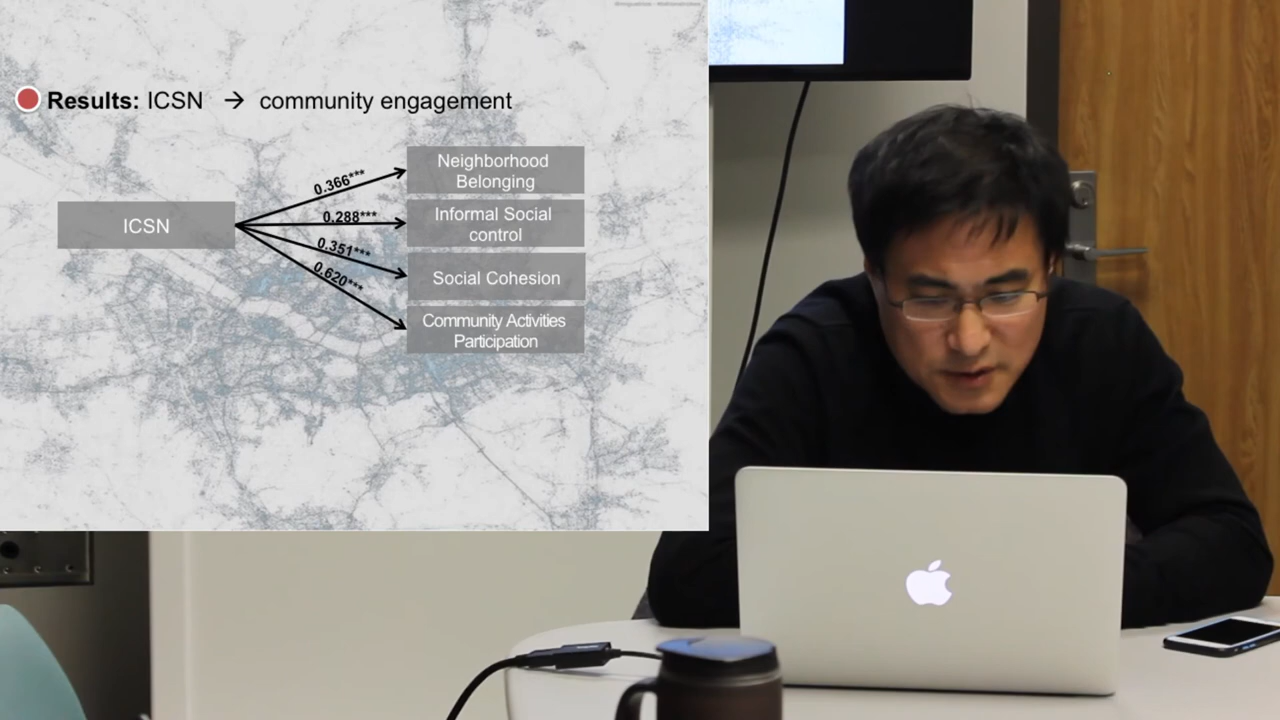 Results: ICSN → community engagement
Neighborhood
Belonging
0.366***
Informal Social
control
0.288***
ICSN
0.351***
Social Cohesion
0.620***
Community Activities
Participation